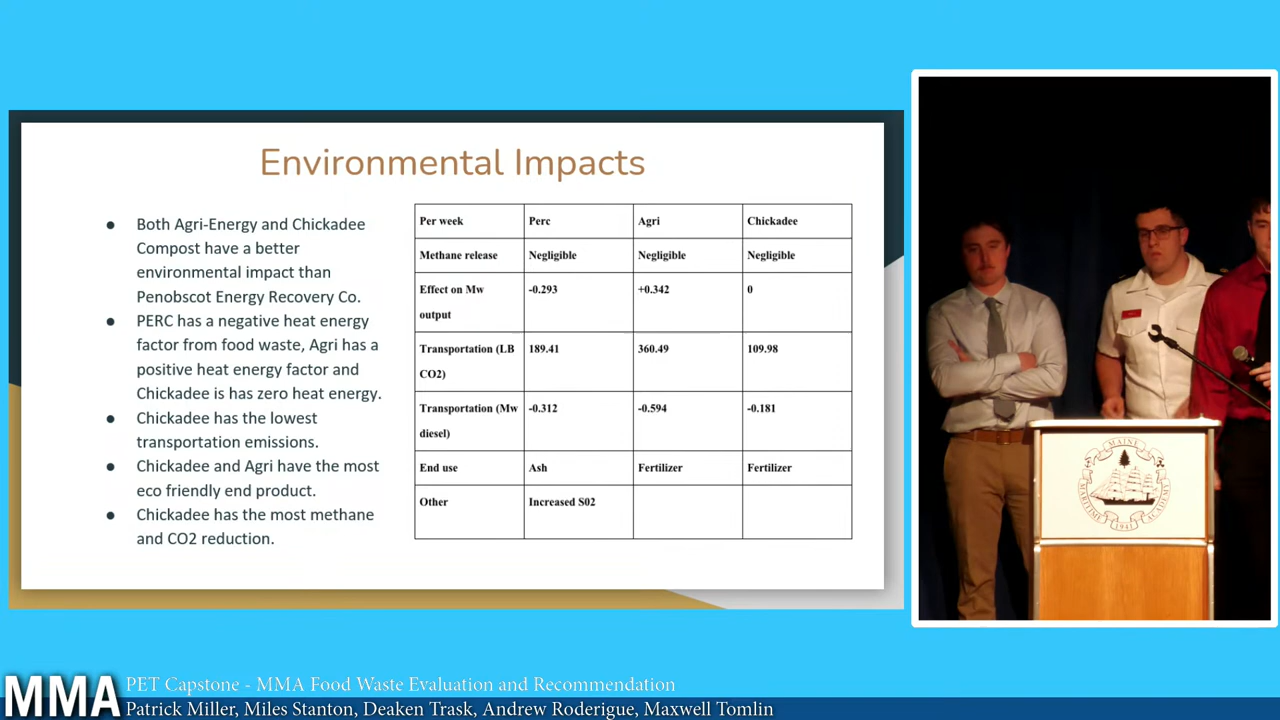 Environmental Impacts
● Both Agri-Energy and Chickadee
Compost have a better
environmental impact than
Penobscot Energy Recovery Co.
● PERC has a negative heat energy
factor from food waste, Agri has a
positive heat energy factor and
Chickadee is has zero heat energy.
● Chickadee has the lowest
transportation emissions.
● Chickadee and Agri have the most
eco friendly end product.
● Chickadee has the most methane
and CO2 reduction.
Per week Perc Agri Chickadee
Methane release Negligible Negligible Negligible
Effect on Mw -0.293 +0.342 0
output
Transportation (LB 189.41 360.49 109.98
CO2)
Transportation (Mw -0.312 -0.594 -0.181
diesel)
End use Ash Fertilizer Fertilizer
Other Increased S02
MAINE
MARITIME ACADEMY
1941
MMA
PET Capstone - MMA Food Waste Evaluation and Recommendation
Patrick Miller, Miles Stanton, Deaken Trask, Andrew Roderigue, Maxwell Tomlin